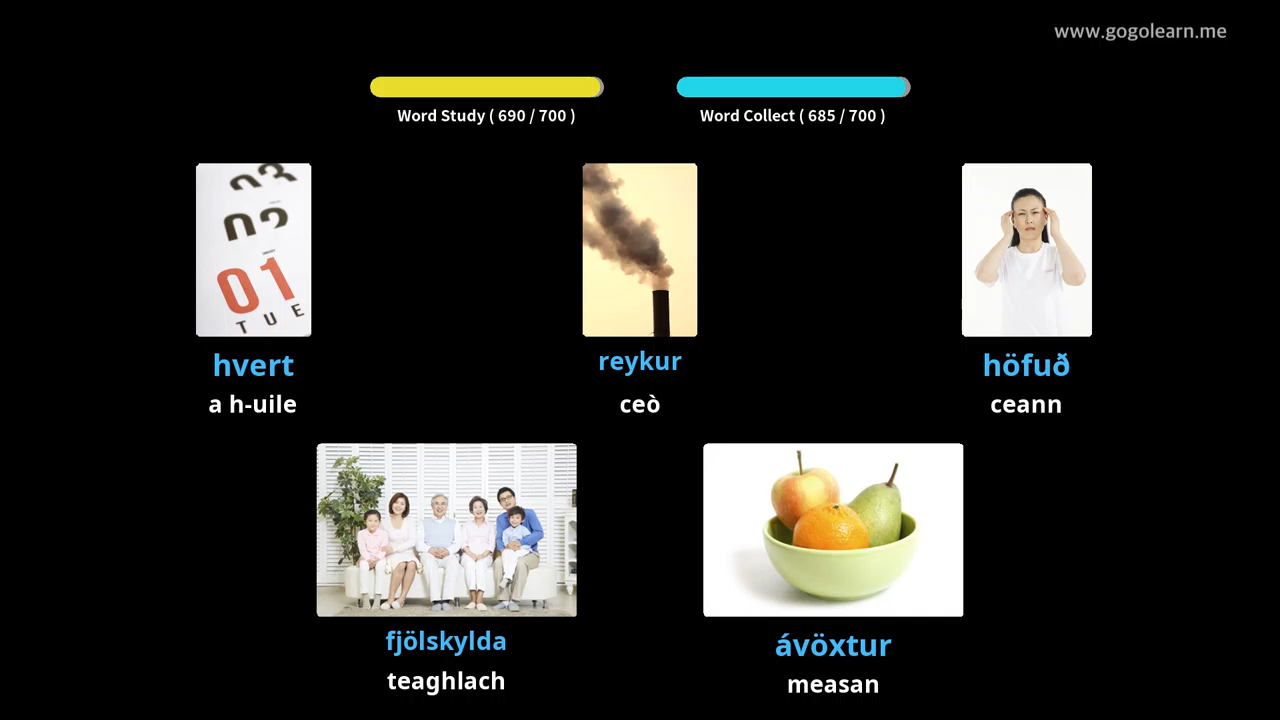 www.gogolearn.me
Word Study ( 690 / 700 )
Word Collect ( 685 / 700 )
01
TUE
hvert
reykur
höfuð
a h-uile
ceò
ceann
fjölskylda
ávöxtur
teaghlach
measan